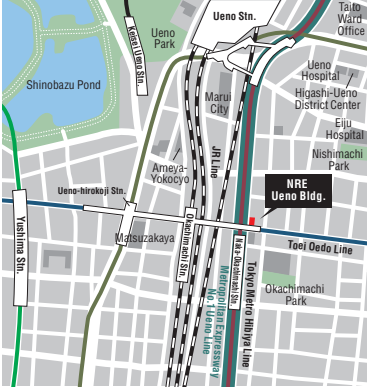 Ueno Stn.
Taito
Ward
Office
Keisei Ueno Stn.
Ueno
Park
Shinobazu Pond
Ueno
Hospital
Marui
City
Higashi-Ueno
District Center
Eiju
Hospital
JR Line
Nishimachi
Park
Ameya-
Yokocyo
NRE
Ueno Bldg.
Ueno-hirokoji Stn.
Yushima Stn.
Okachimachi Stn.
Matsuzakaya
Naka-Okachimachi Stn.
Toei Oedo Line
Tokyo Metro Hibiya Line
Metropolitan Expressway
No.1 Ueno Line
Okachimachi
Park